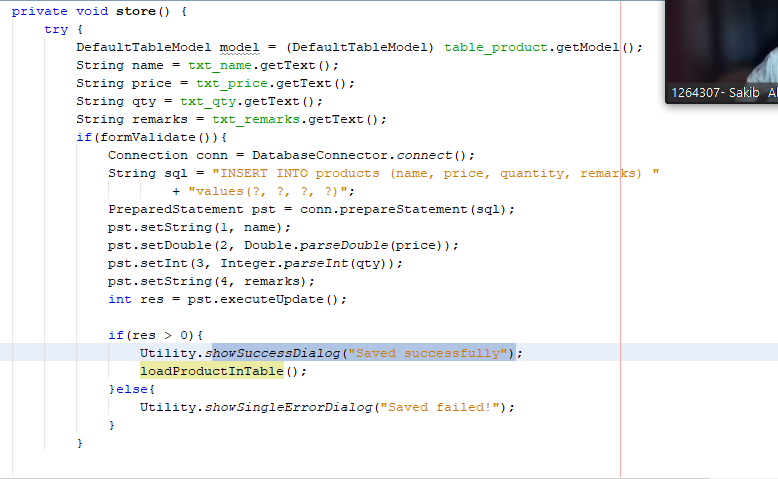 private void store() {
try {
DefaultTableModel model = (DefaultTableModel) table_product.getModel();
String name = txt_name.getText();
String price = txt_price.getText();
String qty = txt_qty.getText();
String remarks = txt_remarks.getText();
if(formValidate()){
Connection conn = DatabaseConnector.connect();
String sql = "INSERT INTO products (name, price, quantity, remarks) "
+ "values(?, ?, ?, ?)";
PreparedStatement pst = conn.prepareStatement(sql);
pst.setString(1, name);
pst.setDouble(2, Double.parseDouble(price));
pst.setInt(3, Integer.parseInt(qty));
pst.setString(4, remarks);
int res = pst.executeUpdate();
if(res > 0){
Utility.showSuccessDialog("Saved successfully");
loadProductInTable();
}else{
Utility.showSingleErrorDialog("Saved failed!");
}
}
1264307- Sakib